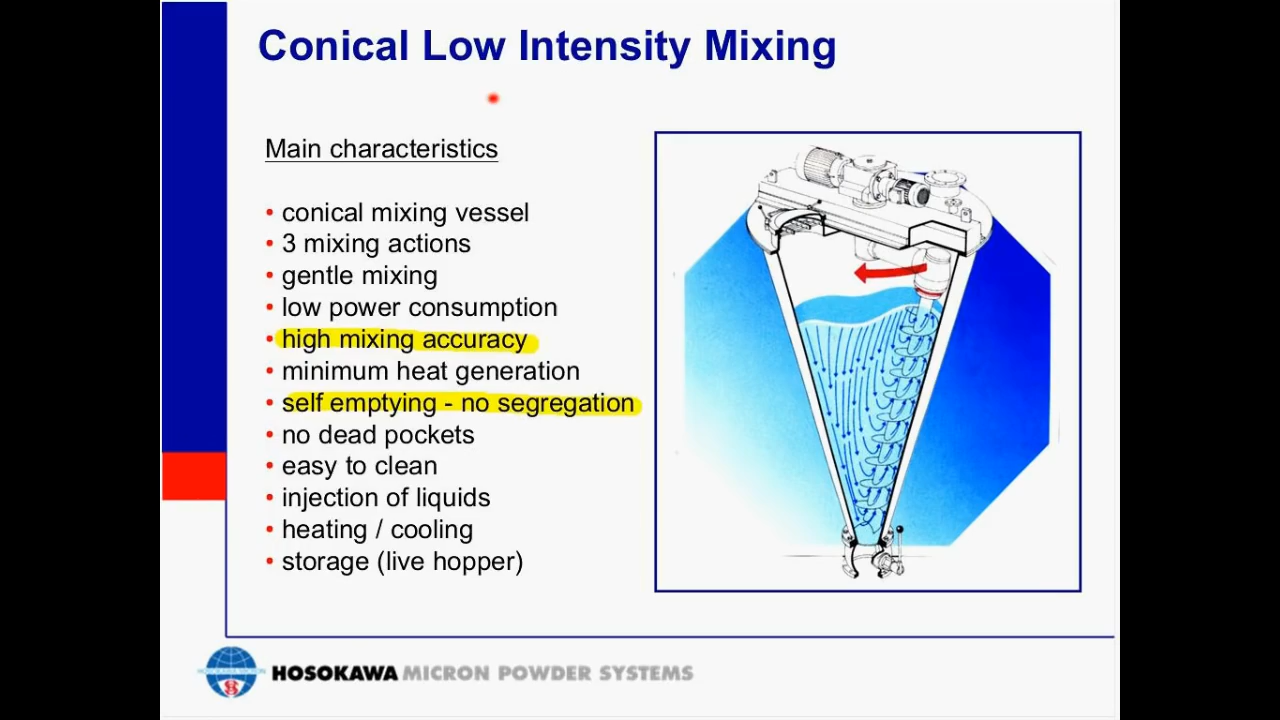 Conical Low Intensity Mixing
Main characteristics
• conical mixing vessel
• 3 mixing actions
• gentle mixing
• low power consumption
• high mixing accuracy
• minimum heat generation
• self emptying - no segregation
• no dead pockets
• easy to clean
• injection of liquids
• heating / cooling
• storage (live hopper)
HOSOKAWA MICRON POWDER SYSTEMS